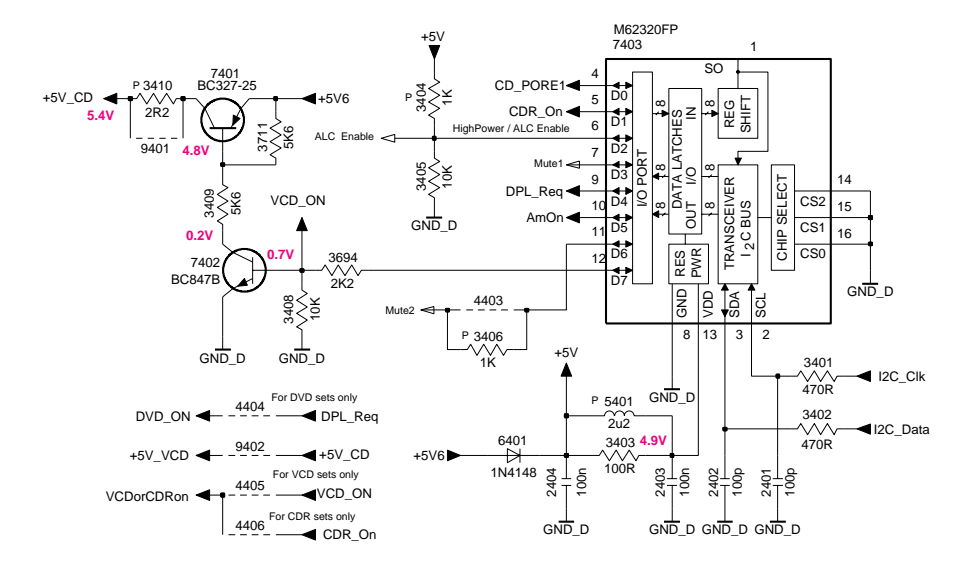 M62320FP
7403
1
SO
+5V
P 3404
1K
7401
BC327-25
P 3410
2R2
+5V_CD
5.4V
9401
4.8V
+5V6
3711
5K6
ALC Enable
HighPower / ALC Enable
3405
10K
GND_D
CD_PORE1
4
D0
CDR_On
5
D1
6
D2
Mute1
7
D3
DPL_Req
9
D4
AmOn
10
D5
11
D6
12
D7
I/O PORT
8
8
8
8
8
8
DATA LATCHES
IN
I/O
OUT
REG
SHIFT
TRANSCEIVER
I2C BUS
CHIP SELECT
CS2
CS1
CS0
14
15
16
GND_D
RES
PWR
GND
VDD
SDA
SCL
8
13
3
2
GND_D
3409
5K6
VCD_ON
0.2V
0.7V
7402
BC847B
3694
2K2
3408
10K
GND_D
GND_D
Mute2
4403
P 3406
1K
3401
470R
I2C_Clk
3402
470R
I2C_Data
+5V
P 5401
2u2
+5V6
6401
1N4148
3403
100R
4.9V
2404
100n
2403
100n
2402
100p
2401
100p
GND_D
GND_D
GND_D
GND_D
For DVD sets only
DVD_ON
4404
DPL_Req
+5V_VCD
9402
+5V_CD
For VCD sets only
VCDorCDRon
4405
VCD_ON
For CDR sets only
4406
CDR_On